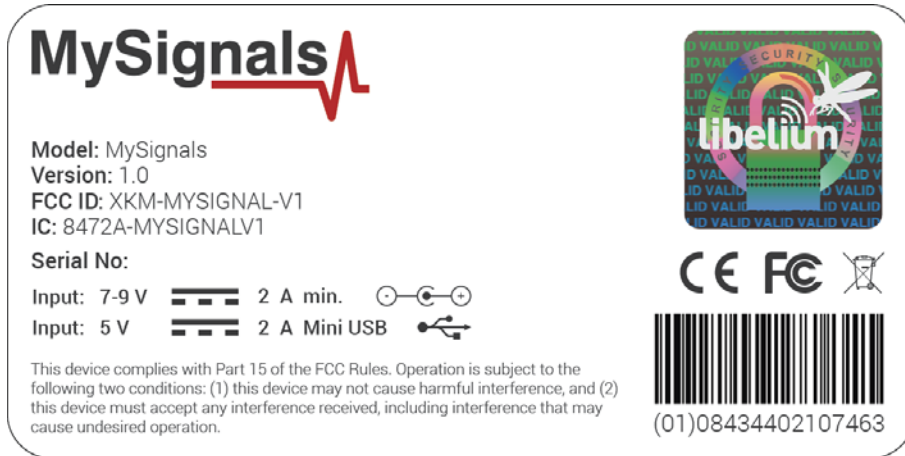 MySignals
Model: MySignals
Version: 1.0
FCC ID: XKM-MYSIGNAL-V1
IC: 8472A-MYSIGNALV1
Serial No:
Input: 7-9 V 2 A min.
Input: 5 V 2 A Mini USB
This device complies with Part 15 of the FCC Rules. Operation is subject to the
following two conditions: (1) this device may not cause harmful interference, and (2)
this device must accept any interference received, including interference that may
cause undesired operation.
SECURITY
VALID VALID VALID
libelium
CE FC
(01)08434402107463